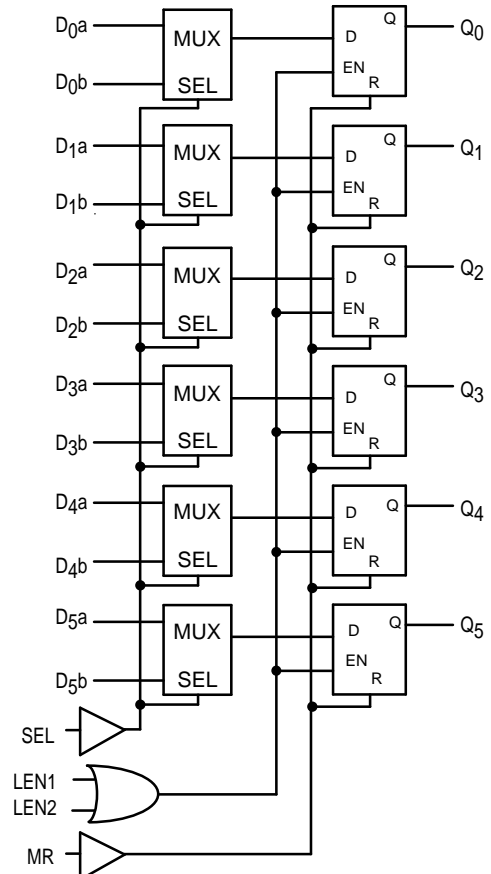 D0a MUX D Q Q0
D0b SEL EN R
D1a MUX D Q Q1
D1b SEL EN R
D2a MUX D Q Q2
D2b SEL EN R
D3a MUX D Q Q3
D3b SEL EN R
D4a MUX D Q Q4
D4b SEL EN R
D5a MUX D Q Q5
D5b SEL EN R
SEL
LEN1
LEN2
MR